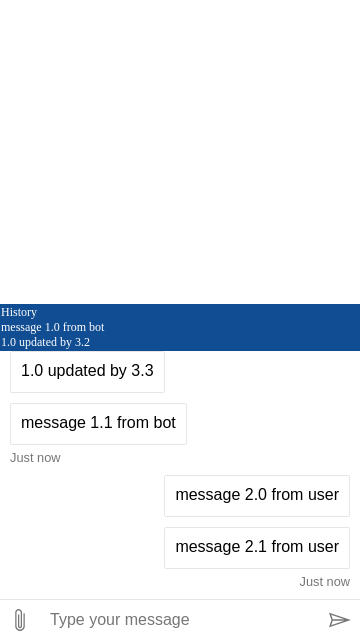 History
message 1.0 from bot
1.0 updated by 3.2
1.0 updated by 3.3
message 1.1 from bot
Just now
message 2.0 from user
message 2.1 from user
Just now
Type your message